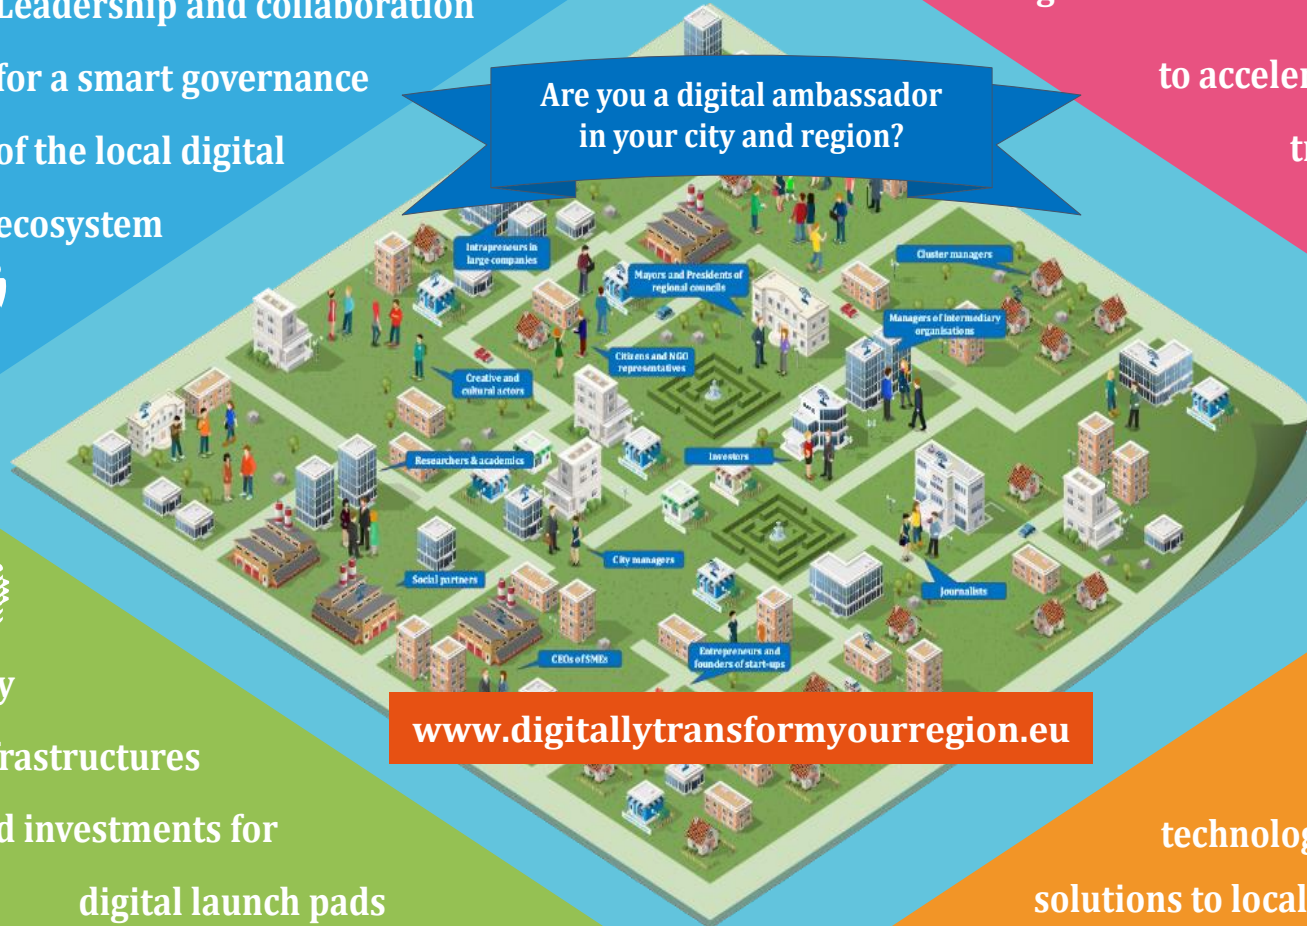 Leadership and collaboration
for a smart governance
of the local digital
ecosystem
to
Are you a digital ambassador
in your city and region?
Intrapreneurs in
large companies
Mayors and Presidents of
regional councils
Cluster managers
Managers of intermediary
organisations
Citizens and NGO
representatives
Creative and
cultural actors
Researchers & academics
Investors
City managers
Social partners
Journalists
CEOs of SMEs
Entrepreneurs and
founders of start-ups
www.digitallytransformyourregion.eu
investments for
digital launch pads
solutions to local